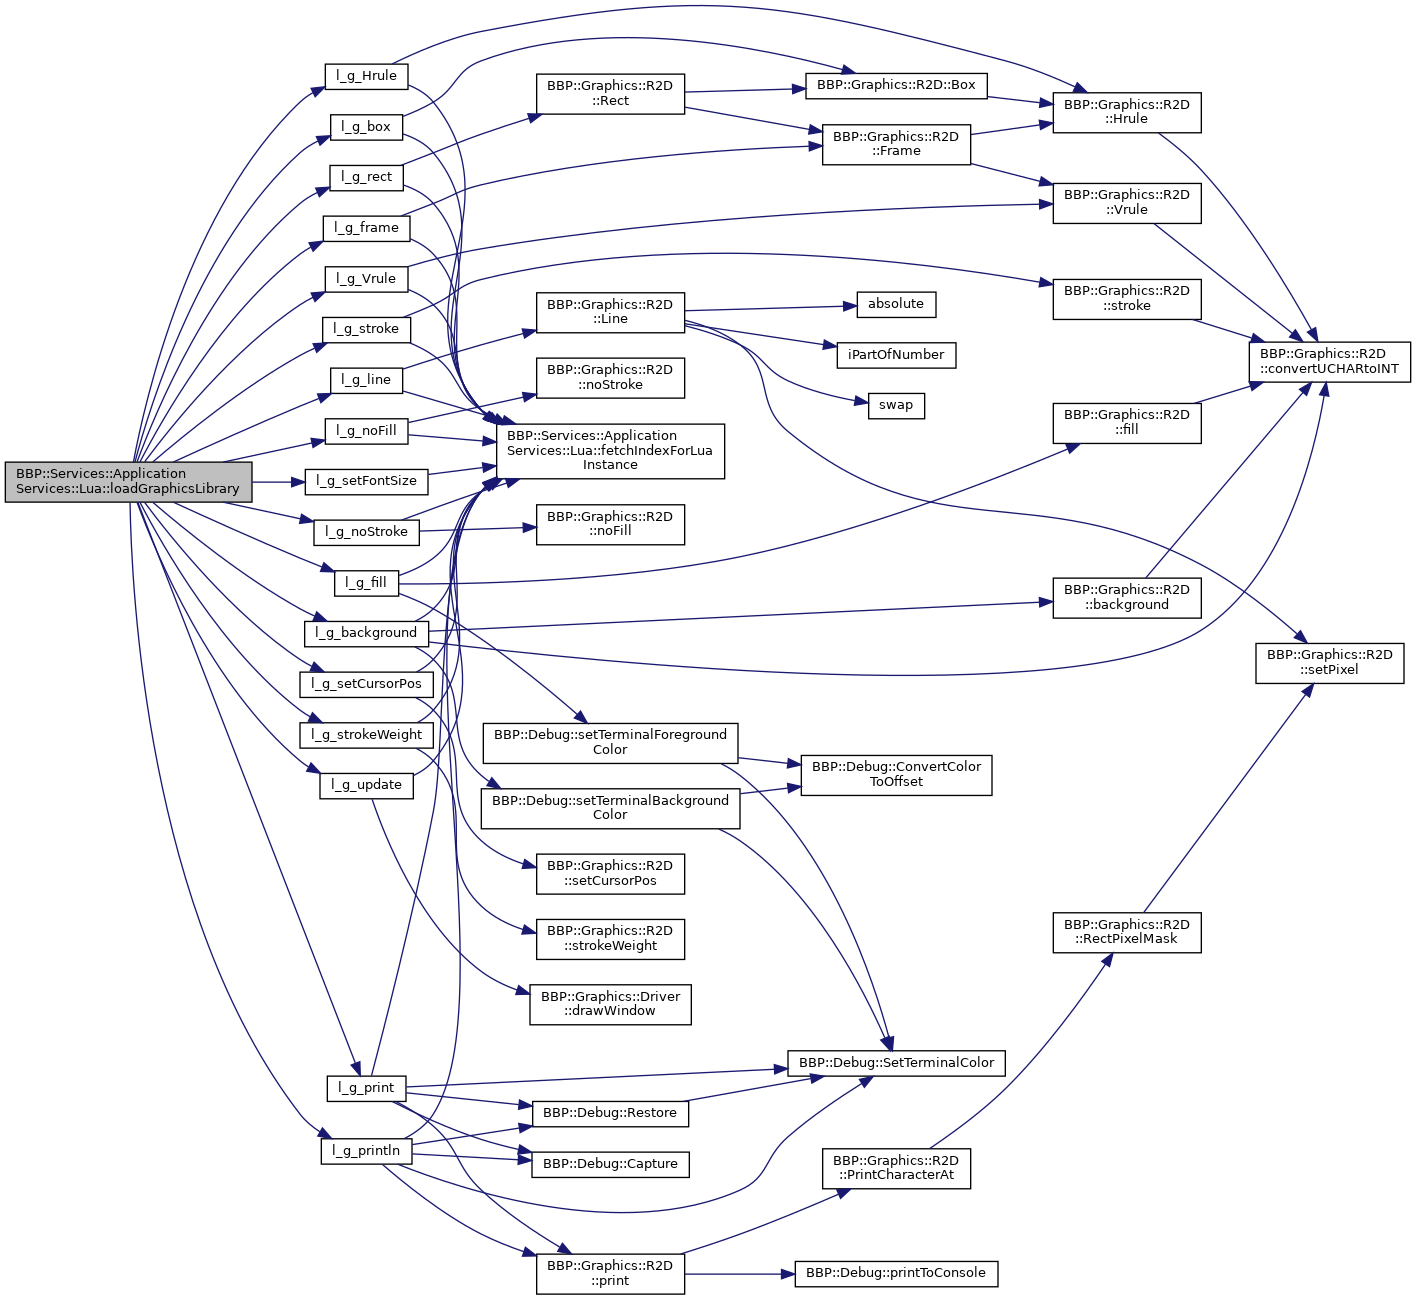 BBP::Services::Application
Services::Lua::loadGraphicsLibrary
l_g_Hrule
l_g_box
l_g_rect
l_g_frame
l_g_Vrule
l_g_stroke
l_g_line
l_g_noFill
l_g_setFontSize
l_g_noStroke
l_g_fill
l_g_background
l_g_setCursorPos
l_g_strokeWeight
l_g_update
l_g_print
l_g_println
BBP::Graphics::R2D
::Rect
BBP::Graphics::R2D
::Line
BBP::Graphics::R2D
::noStroke
BBP::Services::Application
Services::Lua::fetchIndexForLua
Instance
BBP::Graphics::R2D
::noFill
BBP::Debug::setTerminalForeground
Color
BBP::Debug::setTerminalBackground
Color
BBP::Graphics::R2D
::setCursorPos
BBP::Graphics::R2D
::strokeWeight
BBP::Graphics::Driver
::drawWindow
BBP::Debug::Restore
BBP::Debug::Capture
BBP::Graphics::R2D
::print
BBP::Graphics::R2D::Box
BBP::Graphics::R2D
::Frame
absolute
iPartOfNumber
swap
BBP::Debug::ConvertColor
ToOffset
BBP::Debug::SetTerminalColor
BBP::Graphics::R2D
::PrintCharacterAt
BBP::Debug::printToConsole
BBP::Graphics::R2D
::Hrule
BBP::Graphics::R2D
::Vrule
BBP::Graphics::R2D
::stroke
BBP::Graphics::R2D
::fill
BBP::Graphics::R2D
::background
BBP::Graphics::R2D
::RectPixelMask
BBP::Graphics::R2D
::convertUCHARtoINT
BBP::Graphics::R2D
::setPixel